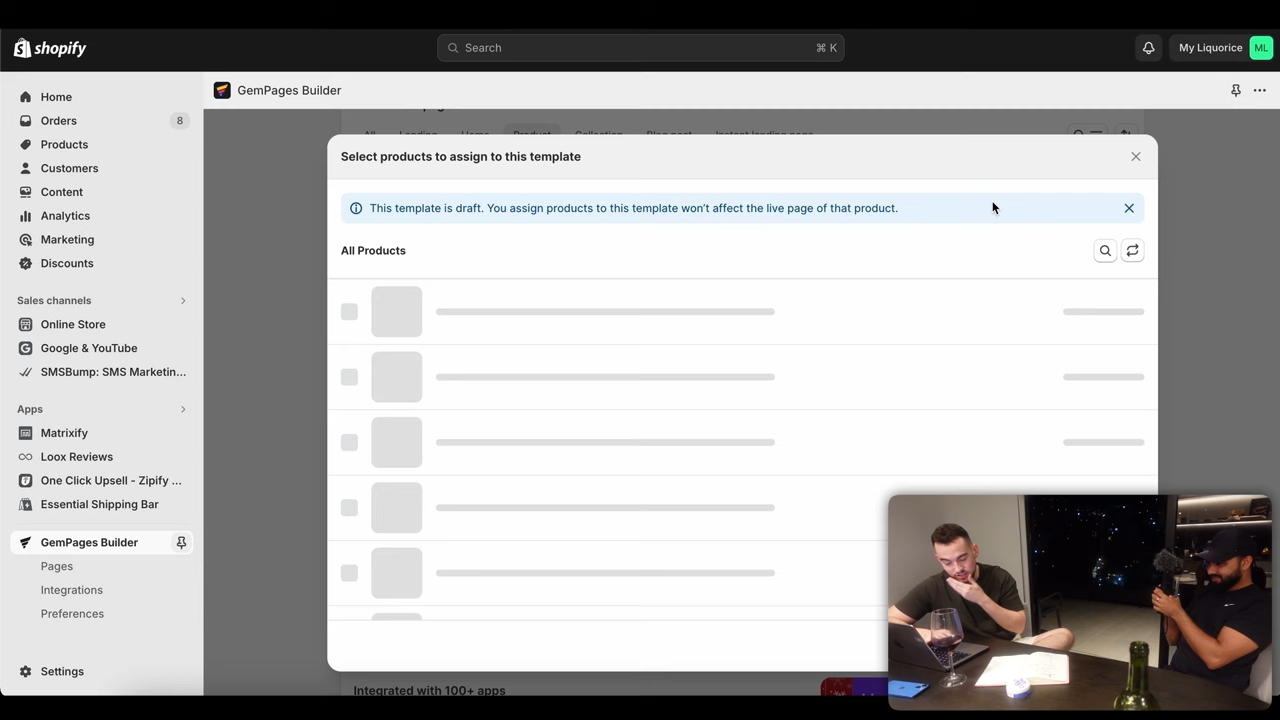 shopify
Search
⌘ K
My Liquorice
ML
GemPages Builder
Home
Orders
8
Products
Customers
Content
Analytics
Marketing
Discounts
Sales channels
Online Store
Google & YouTube
SMSBump: SMS Marketin...
Apps
Matrixify
Loox Reviews
One Click Upsell - Zipify ...
Essential Shipping Bar
GemPages Builder
Pages
Integrations
Preferences
Settings
All Landing Home Product Collection Blog post Instant landing page
Select products to assign to this template
This template is draft. You assign products to this template won't affect the live page of that product.
All Products
Integrated with 100+ apps